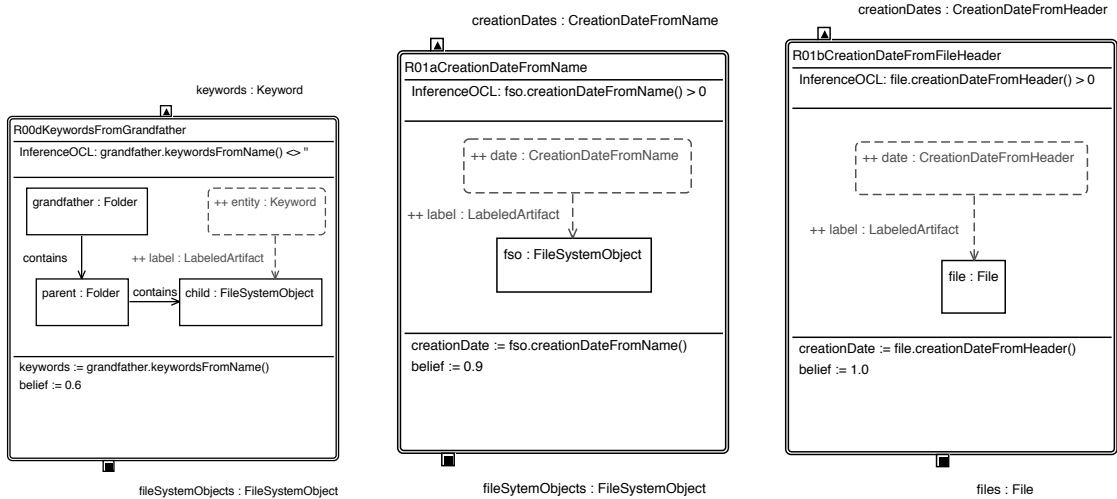 keywords : Keyword
R00dKeywordsFromGrandfather
InferenceOCL: grandfather.keywordsFromName() <> ''
grandfather : Folder
++ entity : Keyword
contains
++ label : LabeledArtifact
parent : Folder
contains
child : FileSystemObject
keywords := grandfather.keywordsFromName()
belief := 0.6
fileSytemObjects : FileSystemObject
creationDates : CreationDateFromName
R01aCreationDateFromName
InferenceOCL: fso.creationDateFromName() > 0
++ date : CreationDateFromName
++ label : LabeledArtifact
fso : FileSystemObject
creationDate := fso.creationDateFromName()
belief := 0.9
fileSytemObjects : FileSystemObject
creationDates : CreationDateFromHeader
R01bCreationDateFromFileHeader
InferenceOCL: file.creationDateFromHeader() > 0
++ date : CreationDateFromHeader
++ label : LabeledArtifact
file : File
creationDate := file.creationDateFromHeader()
belief := 1.0
files : File